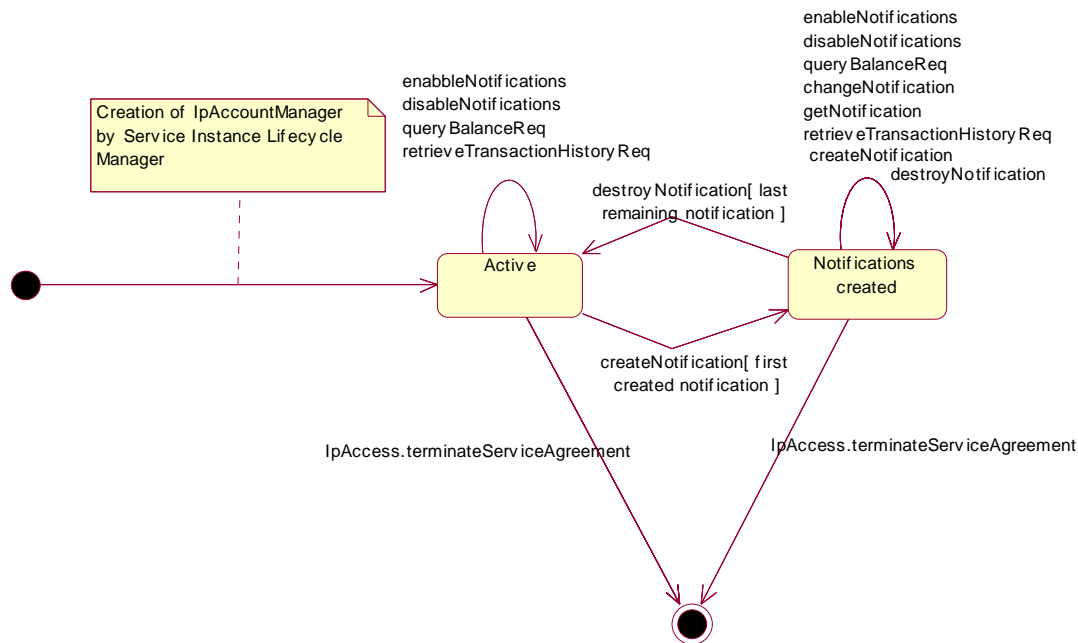 enableNotifications
disableNotifications
queryBalanceReq
changeNotification
getNotification
retrieveTransactionHistoryReq
createNotification
destroyNotification
enabbleNotifications
disableNotifications
queryBalanceReq
retrieveTransactionHistoryReq
Creation of IpAccountManager
by Service Instance Lifecycle
Manager
destroyNotification[ last
remaining notification ]
Active
Notifications
created
createNotification[ first
created notification ]
IpAccess.terminateServiceAgreement
IpAccess.terminateServiceAgreement